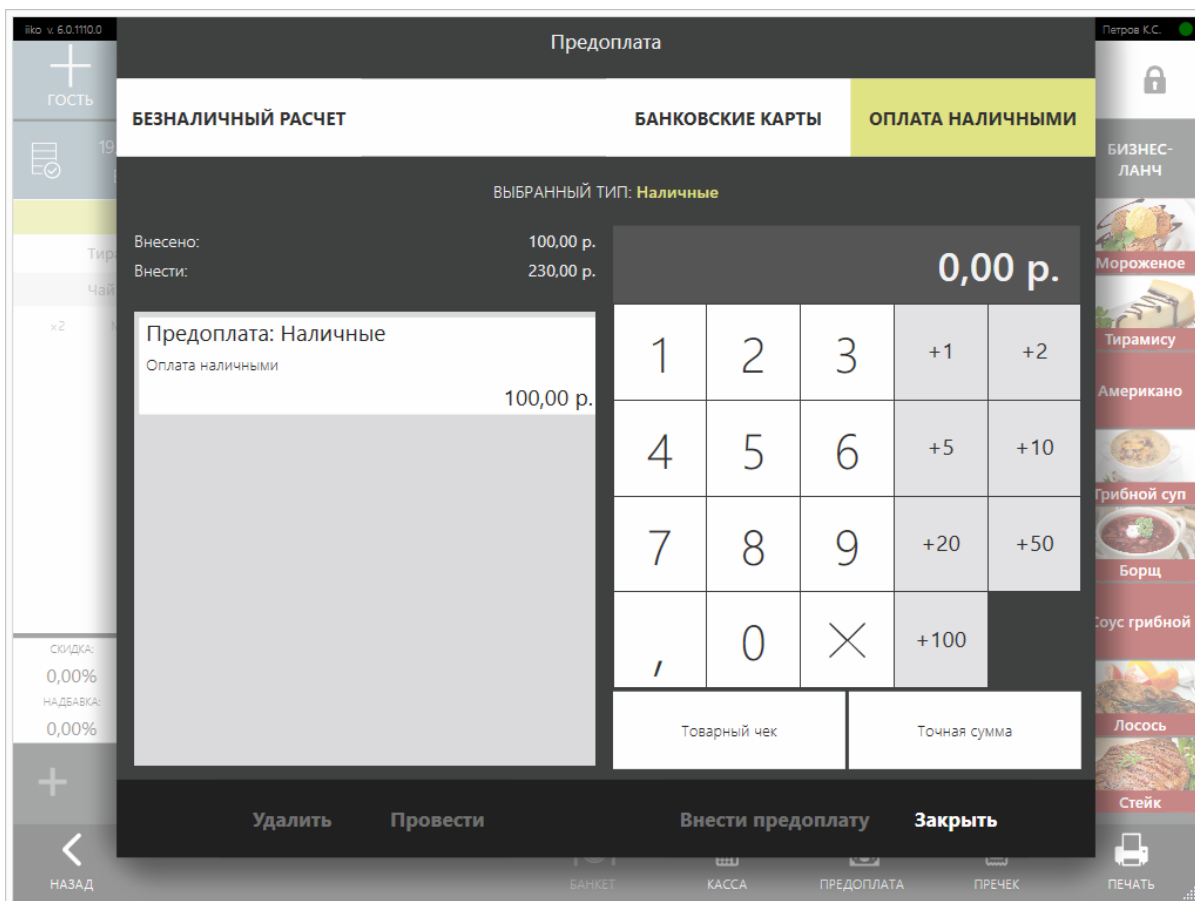 iiko v. 6.0.1110.0
Петров К.С.
Предоплата
ГОСТЬ
БЕЗНАЛИЧНЫЙ РАСЧЕТ
БАНКОВСКИЕ КАРТЫ
ОПЛАТА НАЛИЧНЫМИ
19
БИЗНЕС-
ЛАНЧ
ВЫБРАННЫЙ ТИП: Наличные
Внесено: 100,00 р.
Внести: 230,00 р.
0,00 р.
Тир
Чай
x2
Предоплата: Наличные
Оплата наличными
100,00 р.
1 2 3 +1 +2
4 5 6 +5 +10
7 8 9 +20 +50
, 0 +100
Товарный чек
Точная сумма
Мороженое
Тирамису
Американо
Грибной суп
Борщ
Соус грибной
Лосось
Стейк
СКИДКА:
0,00%
НАДБАВКА:
0,00%
Удалить
Провести
Внести предоплату
Закрыть
НАЗАД
БАНКЕТ
КАССА
ПРЕДОПЛАТА
ПРЕЧЕК
ПЕЧАТЬ